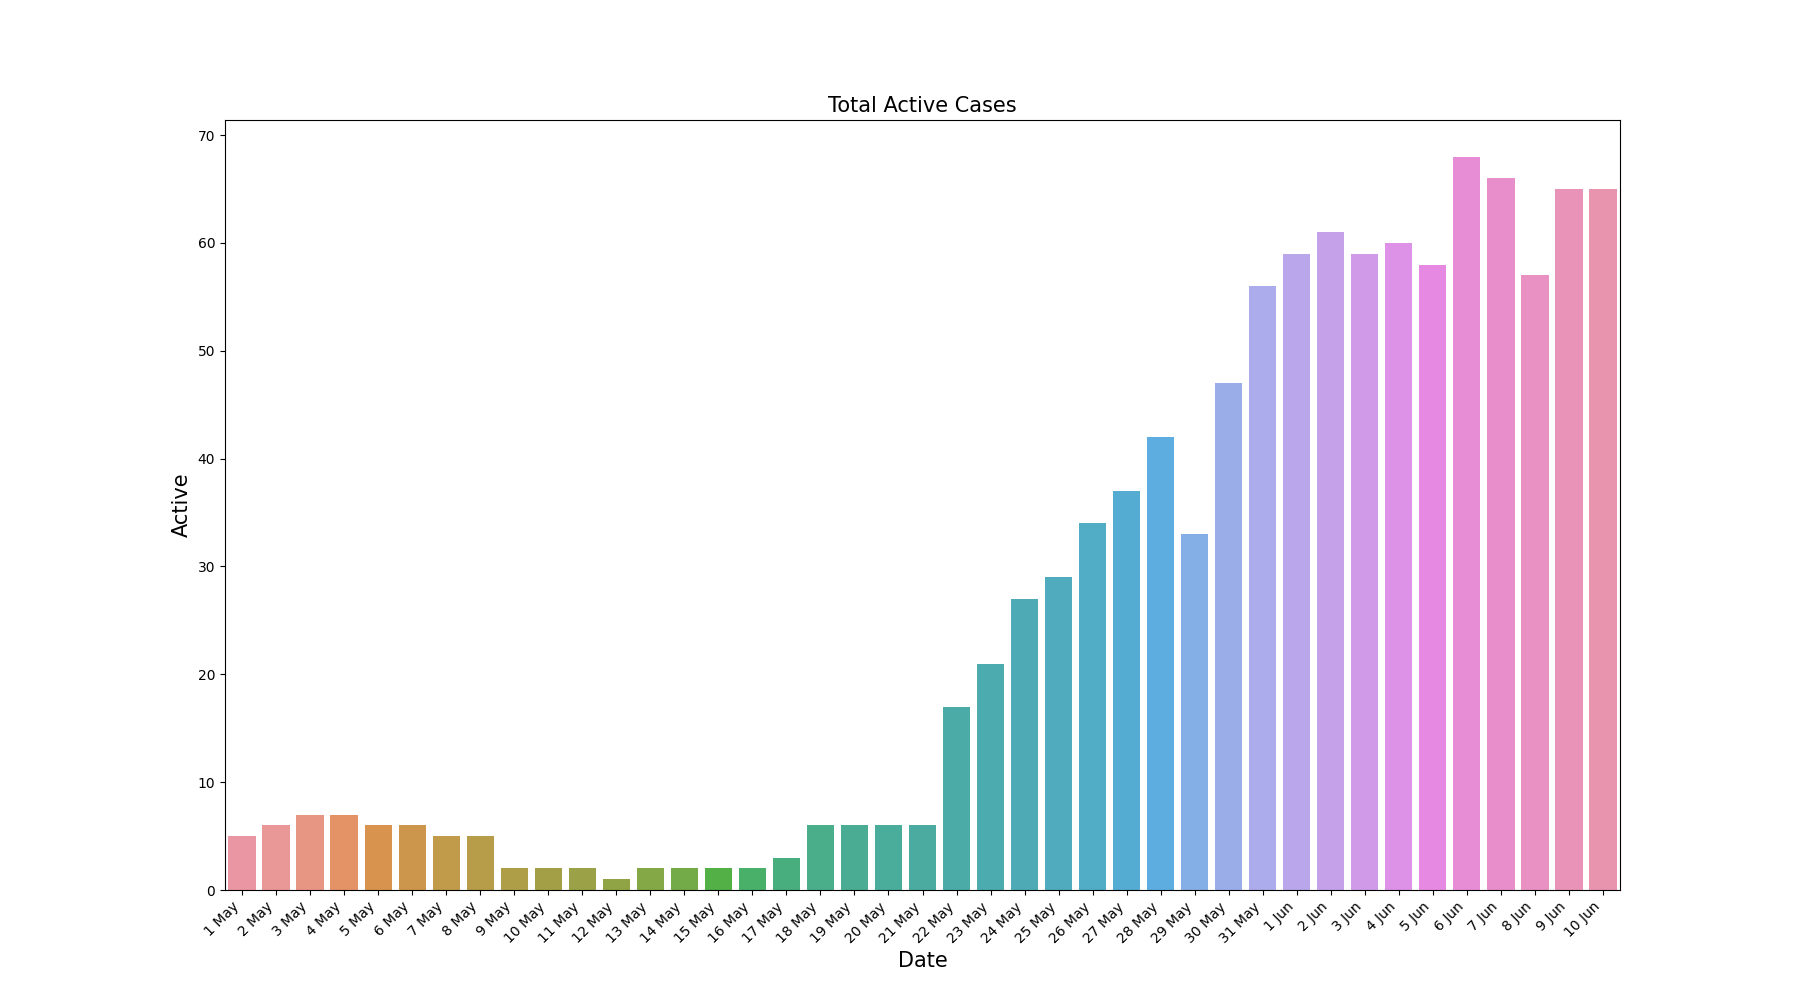 Total Active Cases
70
60
50
40
30
20
10
0
Active
1 May
2 May
3 May
4 May
5 May
6 May
7 May
8 May
9 May
10 May
11 May
12 May
13 May
14 May
15 May
16 May
17 May
18 May
19 May
20 May
21 May
22 May
23 May
24 May
25 May
26 May
27 May
28 May
29 May
30 May
31 May
1 Jun
2 Jun
3 Jun
4 Jun
5 Jun
6 Jun
7 Jun
8 Jun
9 Jun
10 Jun
Date